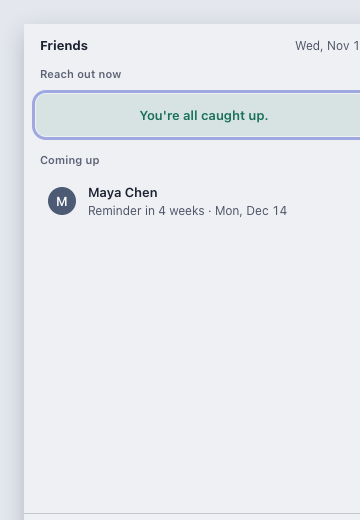 Friends
Wed, Nov 1
Reach out now
You're all caught up.
Coming up
M
Maya Chen
Reminder in 4 weeks · Mon, Dec 14